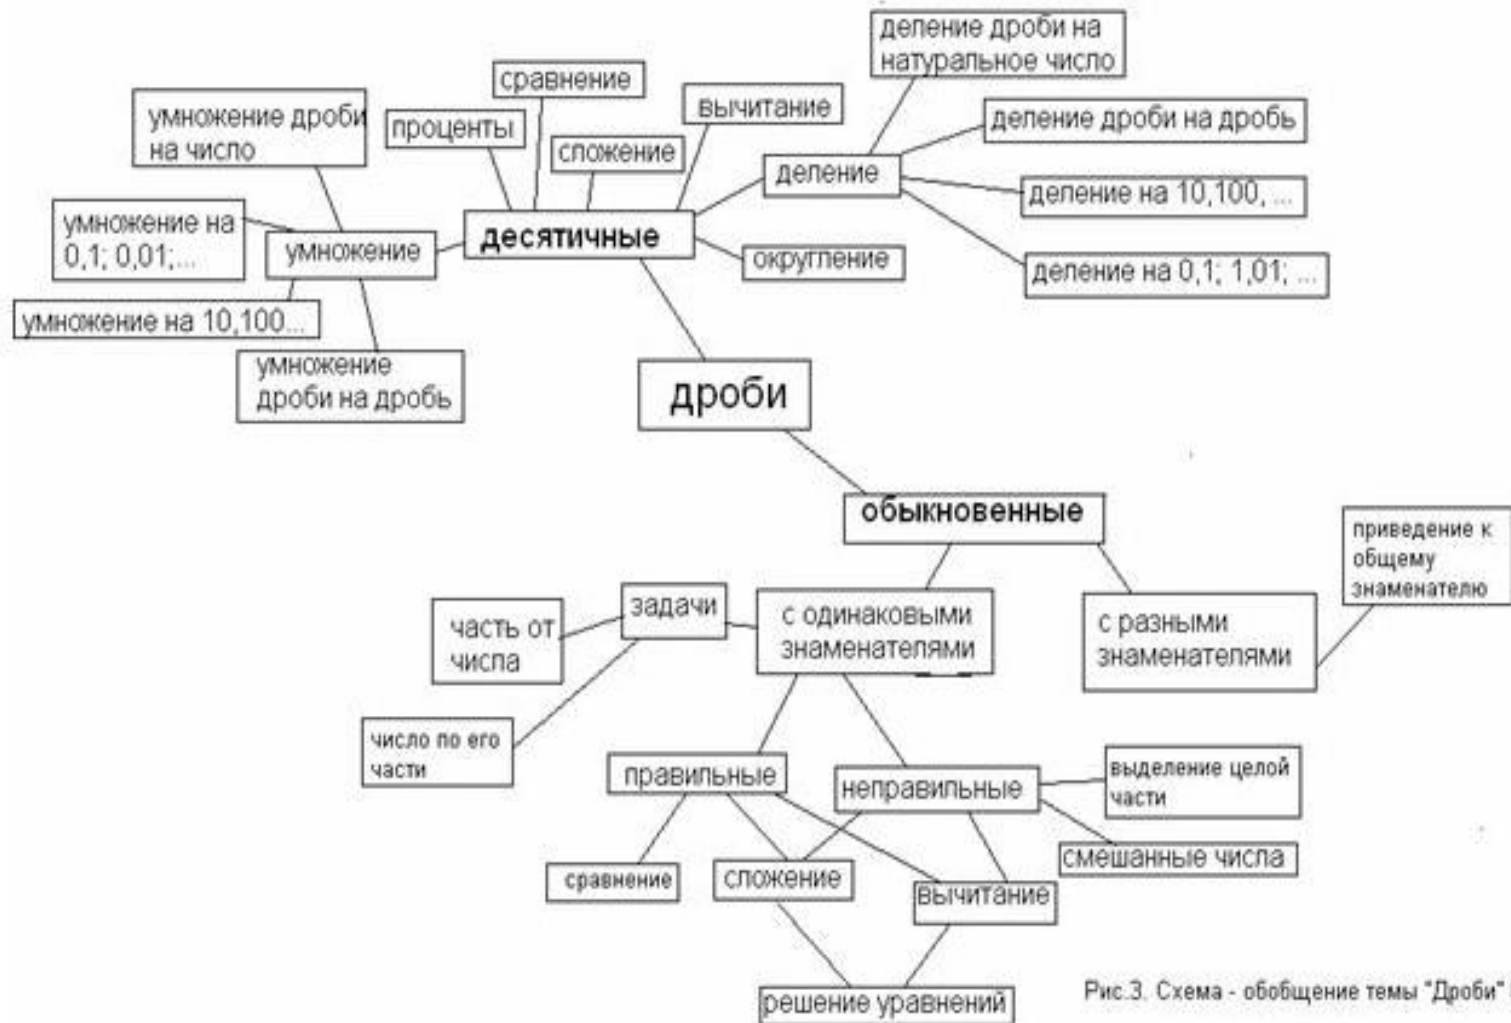 деление дроби на
натуральное число
сравнение
вычитание
умножение дроби
на число
проценты
сложение
деление дроби на дробь
деление
деление на 10,100, ...
умножение на
0,1; 0,01;...
умножение
десятичные
округление
деление на 0,1; 1,01; ...
умножение на 10,100...
умножение
дроби на дробь
дроби
обыкновенные
приведение к
общему
знаменателю
задачи
часть от
числа
с одинаковыми
знаменателями
с разными
знаменателями
число по его
части
правильные
неправильные
выделение целой
части
сравнение
сложение
вычитание
смешанные числа
решение уравнений
Рис.3. Схема - обобщение темы "Дроби"